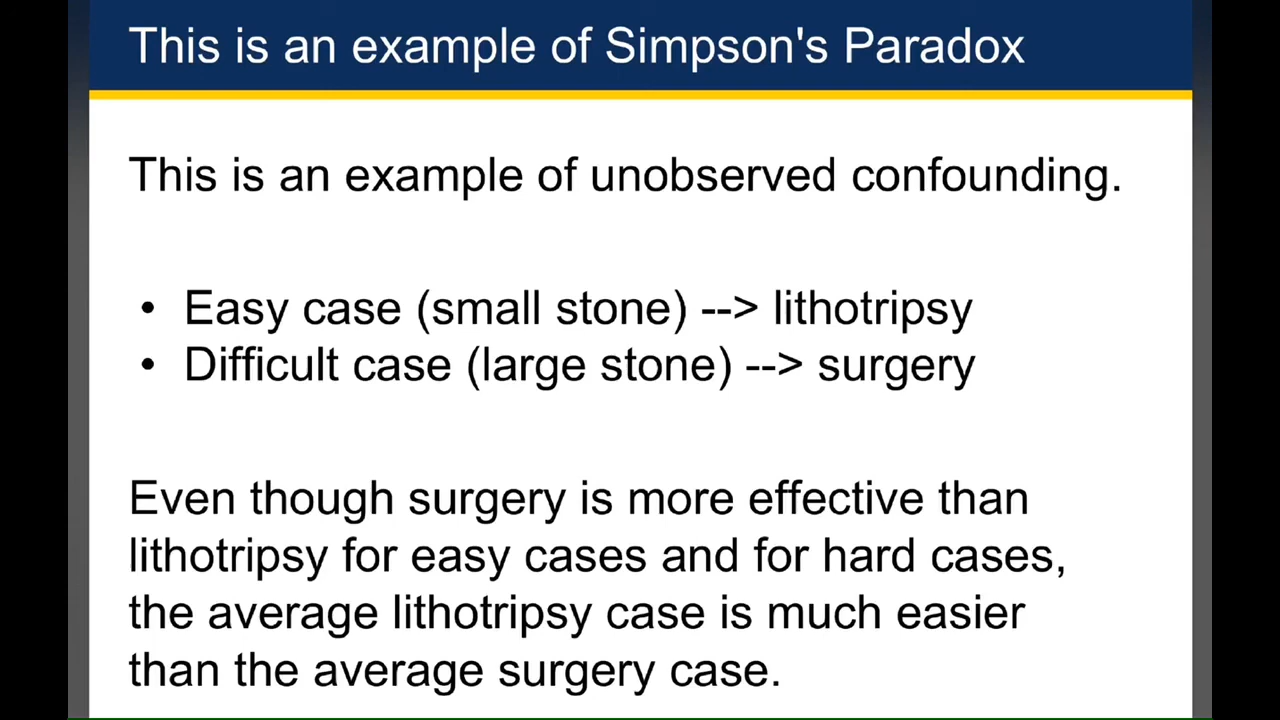 This is an example of Simpson's Paradox
This is an example of unobserved confounding.
• Easy case (small stone) --> lithotripsy
• Difficult case (large stone) --> surgery
Even though surgery is more effective than
lithotripsy for easy cases and for hard cases,
the average lithotripsy case is much easier
than the average surgery case.